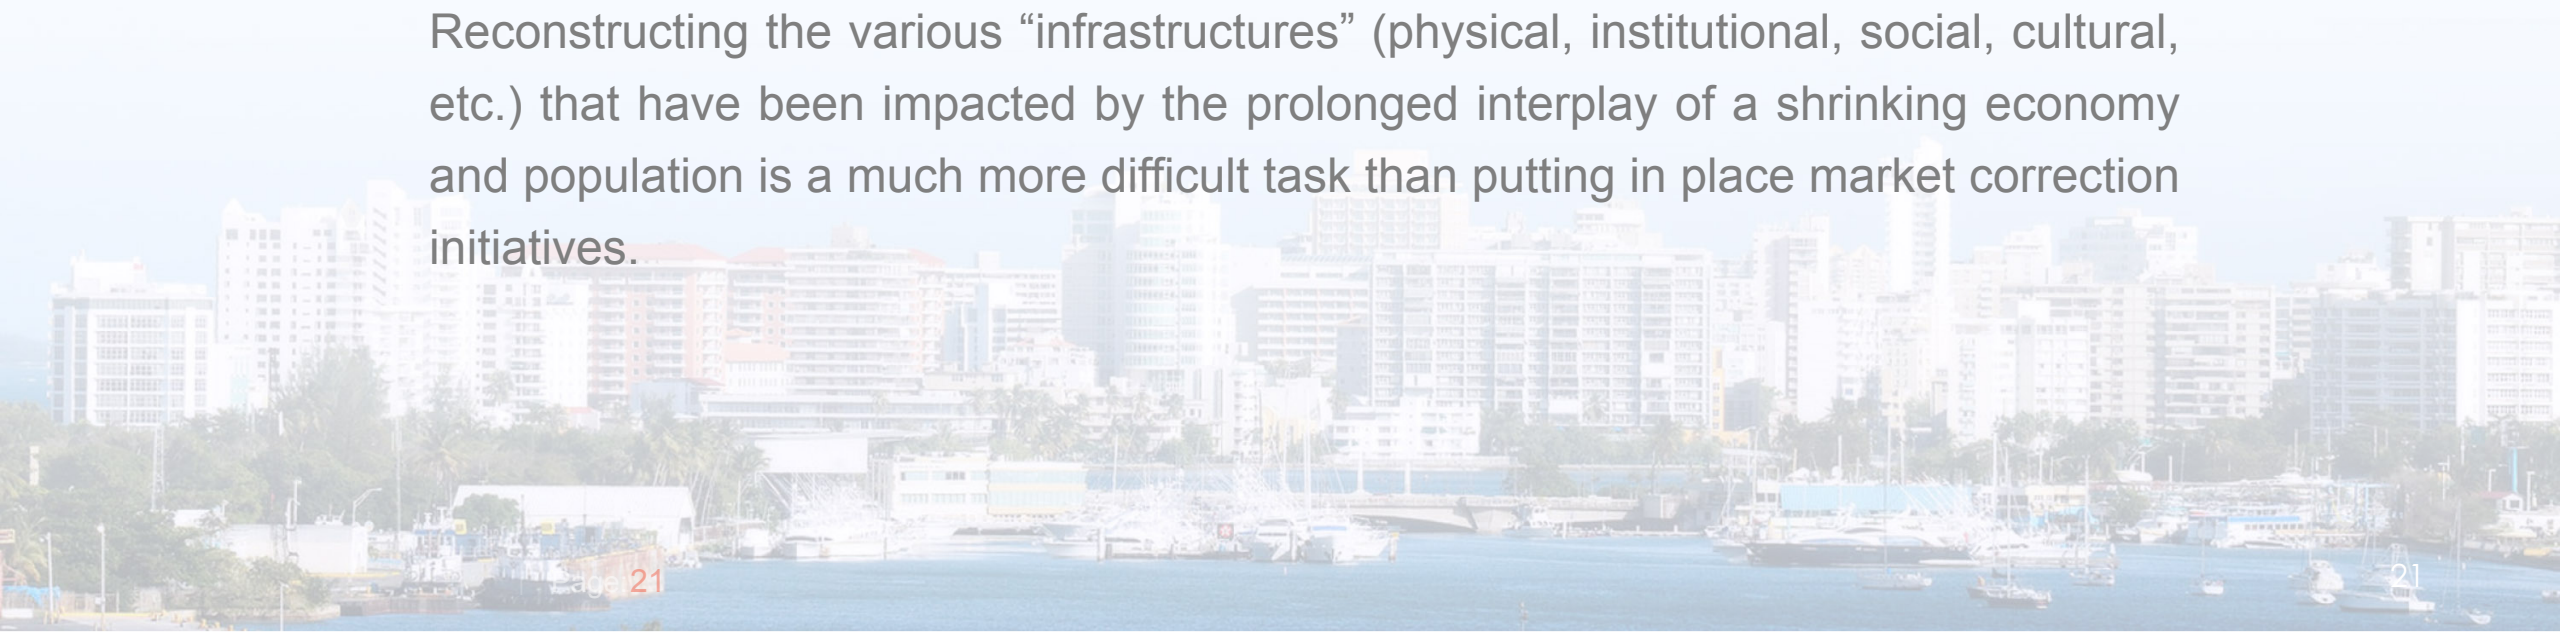 Reconstructing the various “infrastructures” (physical, institutional, social, cultural,
etc.) that have been impacted by the prolonged interplay of a shrinking economy
and population is a much more difficult task than putting in place market correction
initiatives.
Page 21
21